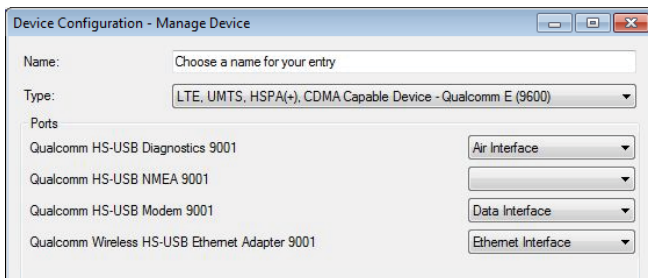 Device Configuration - Manage Device
Name: Choose a name for your entry
Type: LTE, UMTS, HSPA(+), CDMA Capable Device - Qualcomm E (9600)
Ports
Qualcomm HS-USB Diagnostics 9001 Air Interface
Qualcomm HS-USB NMEA 9001
Qualcomm HS-USB Modem 9001 Data Interface
Qualcomm Wireless HS-USB Ethernet Adapter 9001 Ethernet Interface